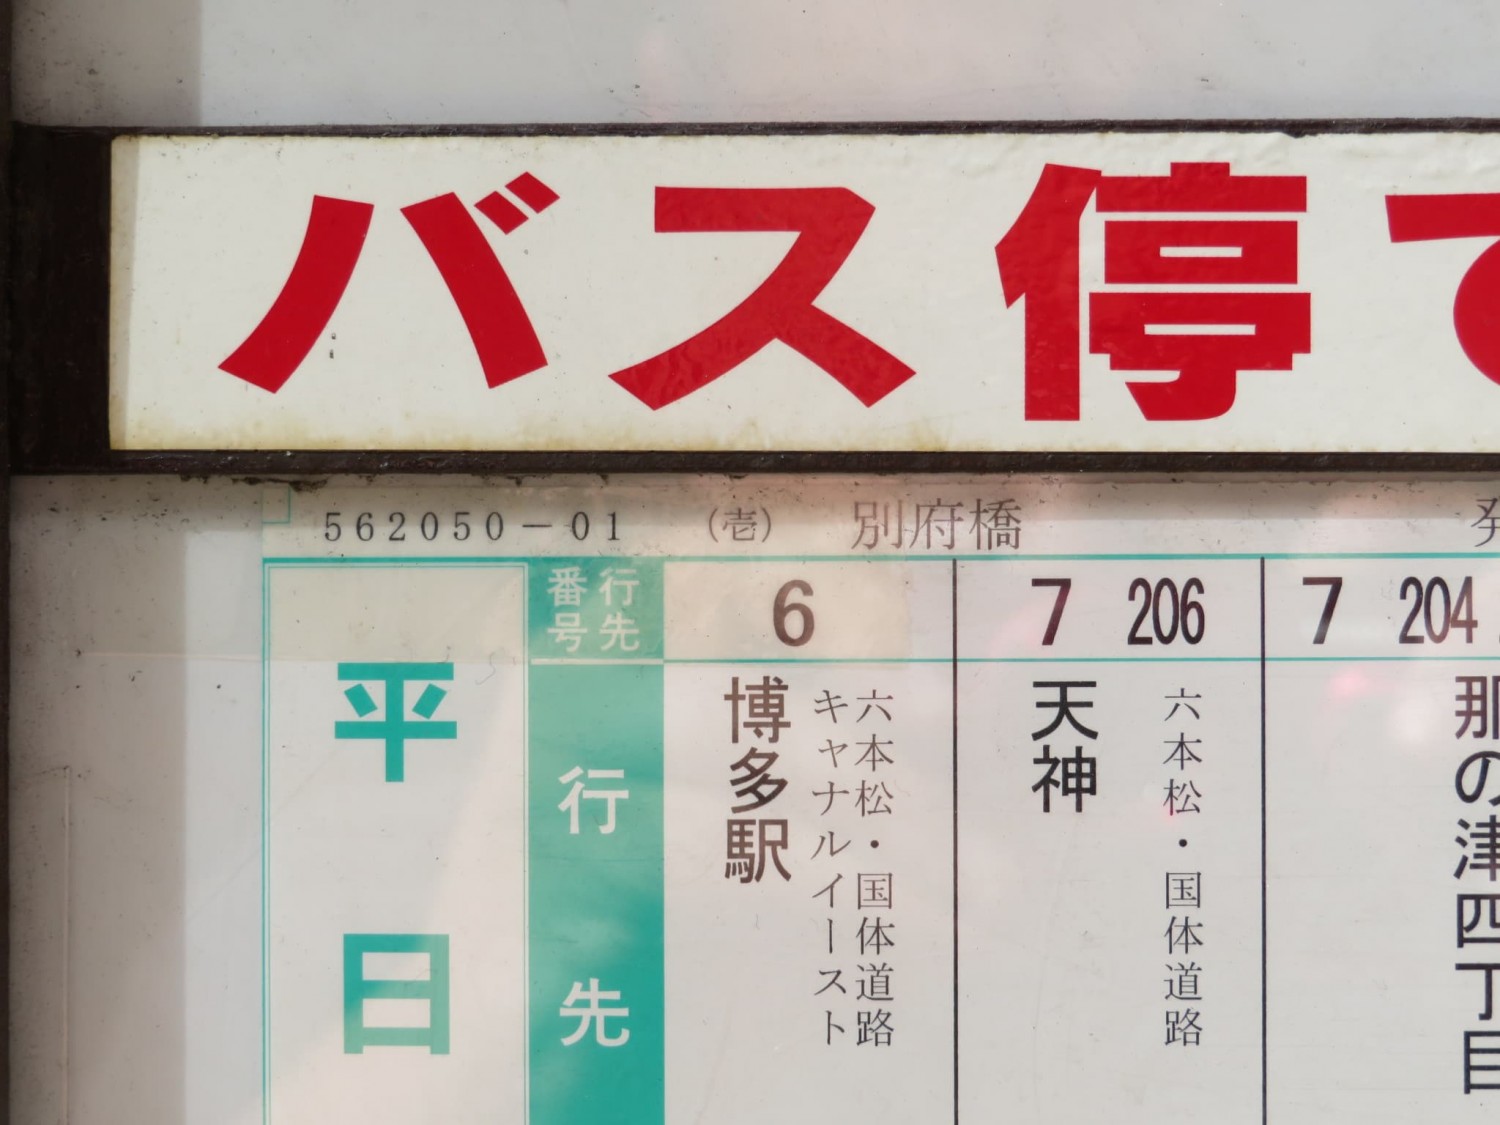 バス停で
562050-01 (壱) 別府橋 発
平日
行先番号
行先
6
博多駅
六本松・国体道路
キャナルイースト
7 206
天神
六本松・国体道路
7 204
那の津四丁目